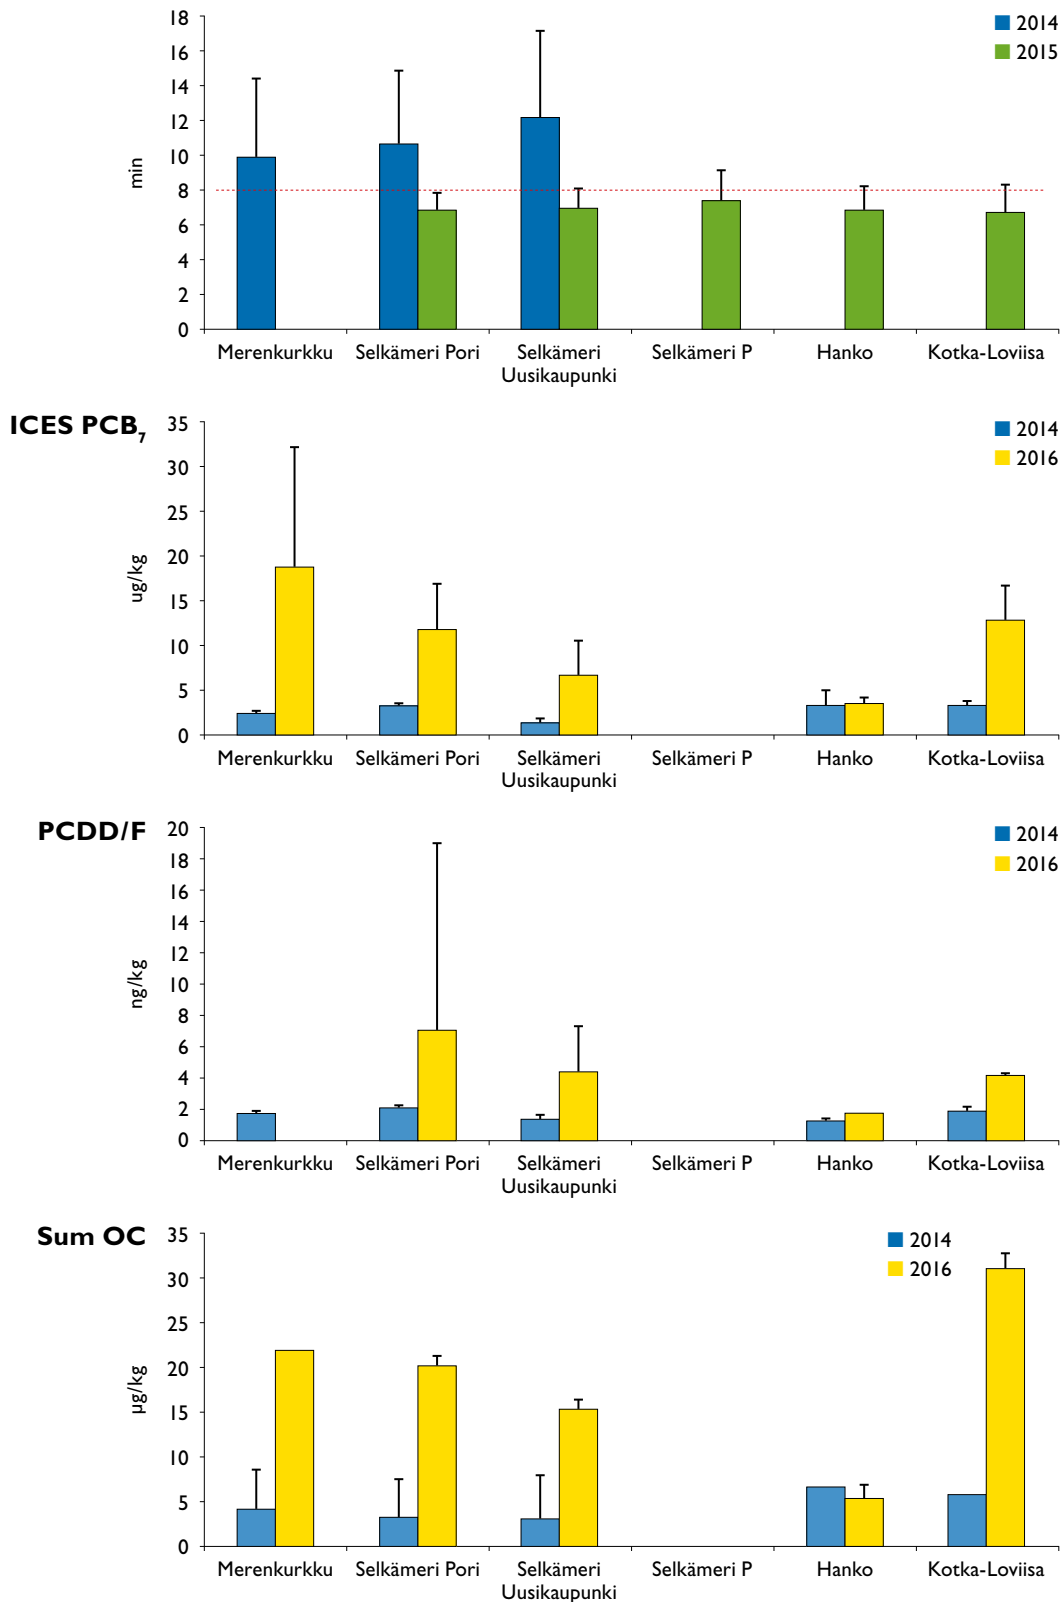 18
16
14
12
10
8
6
4
2
0
min
2014
2015
Merenkurkku
Selkämeri Pori
Selkämeri
Uusikaupunki
Selkämeri P
Hanko
Kotka-Loviisa
ICES PCB₇
35
30
25
20
15
10
5
0
ug/kg
2014
2016
Merenkurkku
Selkämeri Pori
Selkämeri
Uusikaupunki
Selkämeri P
Hanko
Kotka-Loviisa
PCDD/F
20
18
16
14
12
10
8
6
4
2
0
ng/kg
2014
2016
Merenkurkku
Selkämeri Pori
Selkämeri
Uusikaupunki
Selkämeri P
Hanko
Kotka-Loviisa
Sum OC
35
30
25
20
15
10
5
0
µg/kg
2014
2016
Merenkurkku
Selkämeri Pori
Selkämeri
Uusikaupunki
Selkämeri P
Hanko
Kotka-Loviisa